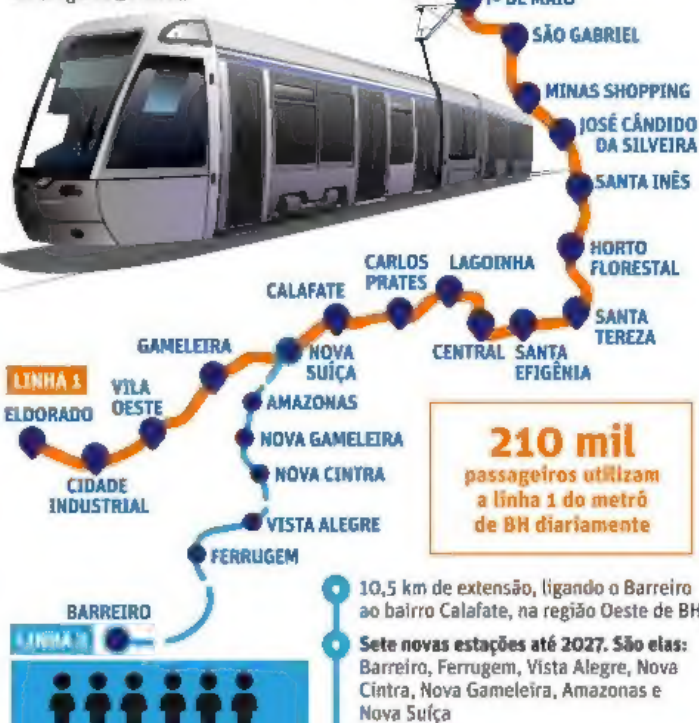 1º DE MAIO
SÃO GABRIEL
MINAS SHOPPING
JOSÉ CÂNDIDO
DA SILVEIRA
SANTA INÊS
HORTO
FLORESTAL
SANTA
TEREZA
SANTA
EFIGÊNIA
CENTRAL
LAGOINHA
CARLOS
PRATES
CALAFATE
NOVA
SUÍÇA
GAMELEIRA
VILA
OESTE
CIDADE
INDUSTRIAL
LINHA 1
ELDORADO
AMAZONAS
NOVA GAMELEIRA
NOVA CINTRA
VISTA ALEGRE
FERRUGEM
BARREIRO
LINHA 2
210 mil
passageiros utilizam
a linha 1 do metrô
de BH diariamente
10,5 km de extensão, ligando o Barreiro
ao bairro Calafate, na região Oeste de BH
Sete novas estações até 2027. São elas:
Barreiro, Ferrugem, Vista Alegre, Nova
Cintra, Nova Gameleira, Amazonas e
Nova Suíça